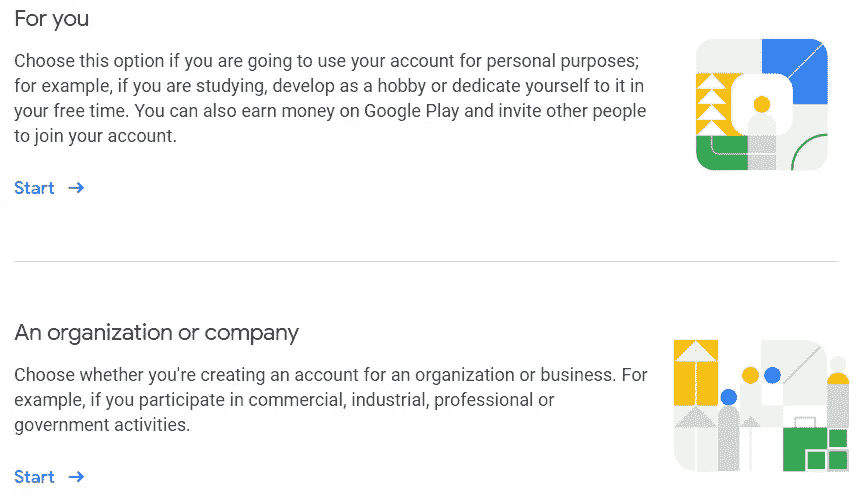 For you
Choose this option if you are going to use your account for personal purposes;
for example, if you are studying, develop as a hobby or dedicate yourself to it in
your free time. You can also earn money on Google Play and invite other people
to join your account.
Start
An organization or company
Choose whether you're creating an account for an organization or business. For
example, if you participate in commercial, industrial, professional or
government activities.
Start